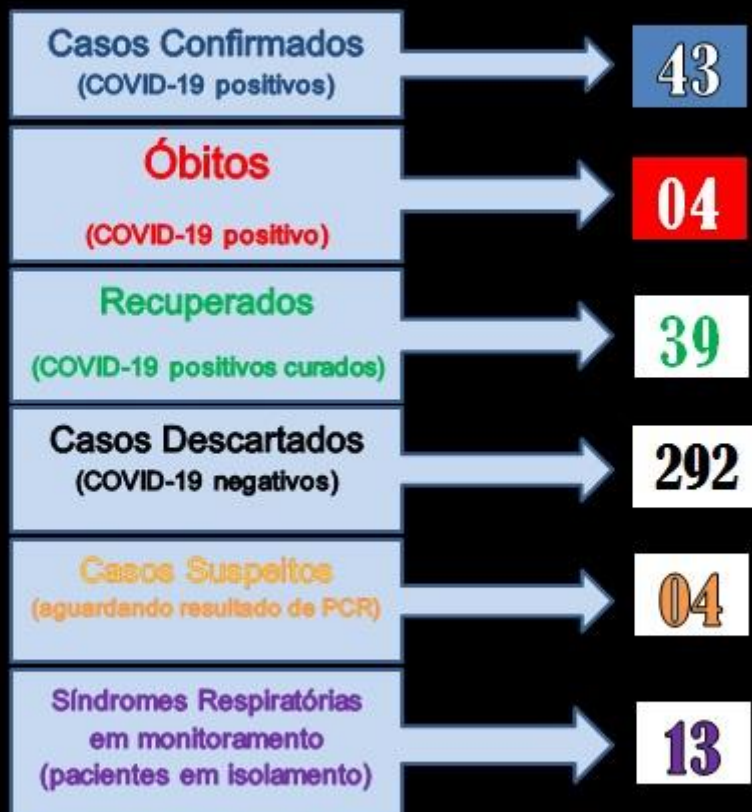 Casos Confirmados
(COVID-19 positivos)
43
Óbitos
(COVID-19 positivo)
04
Recuperados
(COVID-19 positivos curados)
39
Casos Descartados
(COVID-19 negativos)
292
Casos Suspeitos
(aguardando resultado de PCR)
04
Síndromes Respiratórias
em monitoramento
(pacientes em isolamento)
13